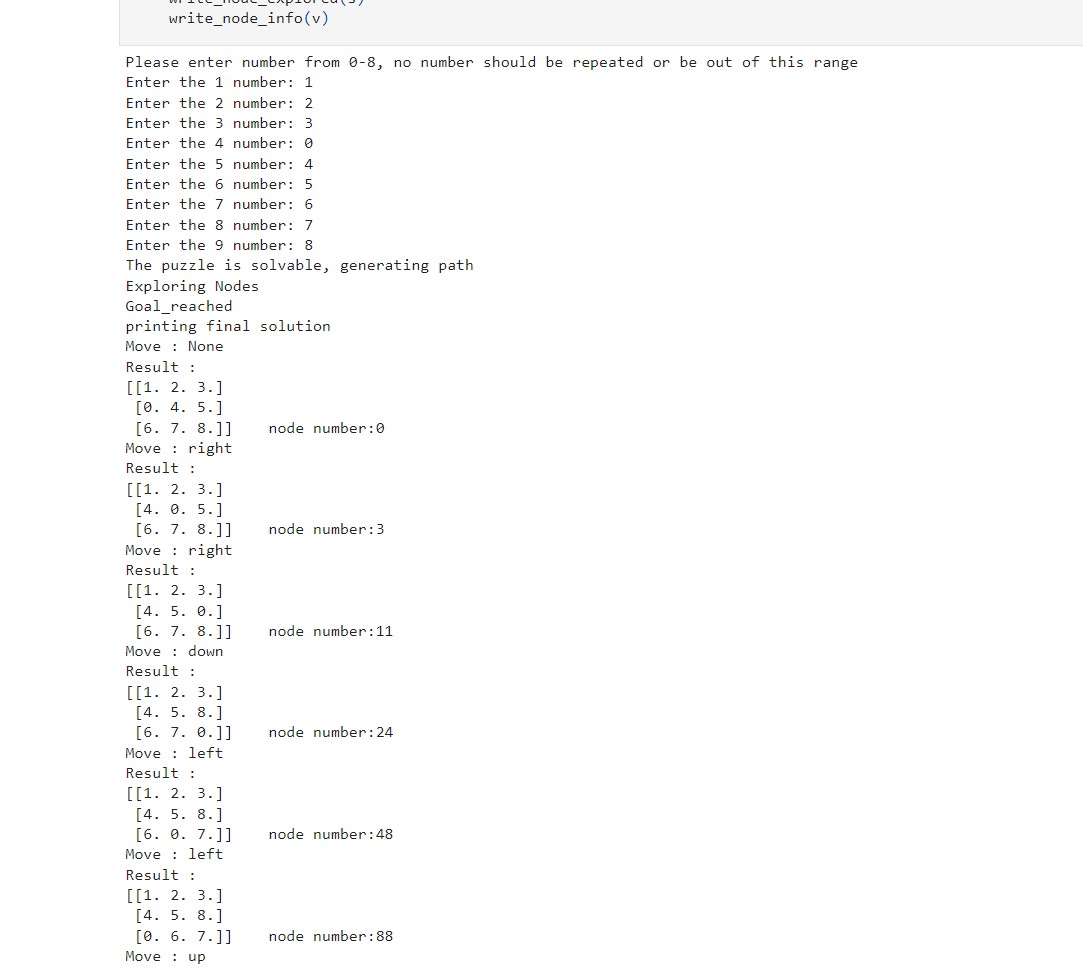 write_node_explored(s)
write_node_info(v)
Please enter number from 0-8, no number should be repeated or be out of this range
Enter the 1 number: 1
Enter the 2 number: 2
Enter the 3 number: 3
Enter the 4 number: 0
Enter the 5 number: 4
Enter the 6 number: 5
Enter the 7 number: 6
Enter the 8 number: 7
Enter the 9 number: 8
The puzzle is solvable, generating path
Exploring Nodes
Goal_reached
printing final solution
Move : None
Result :
[[1. 2. 3.]
[0. 4. 5.]
[6. 7. 8.]] node number:0
Move : right
Result :
[[1. 2. 3.]
[4. 0. 5.]
[6. 7. 8.]] node number:3
Move : right
Result :
[[1. 2. 3.]
[4. 5. 0.]
[6. 7. 8.]] node number:11
Move : down
Result :
[[1. 2. 3.]
[4. 5. 8.]
[6. 7. 0.]] node number:24
Move : left
Result :
[[1. 2. 3.]
[4. 5. 8.]
[6. 0. 7.]] node number:48
Move : left
Result :
[[1. 2. 3.]
[4. 5. 8.]
[0. 6. 7.]] node number:88
Move : up